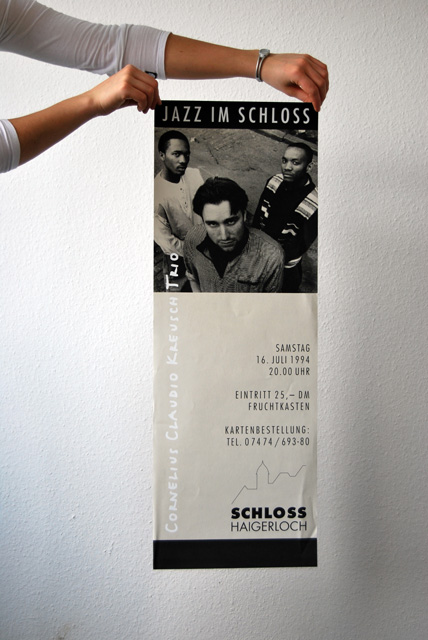 JAZZ IM SCHLOSS
CORNELIUS CLAUDIO KREUSCH TRIO
SAMSTAG
16. JULI 1994
20.00 UHR
EINTRITT 25,– DM
FRUCHTKASTEN
KARTENBESTELLUNG:
TEL. 07474/693-80
SCHLOSS
HAIGERLOCH